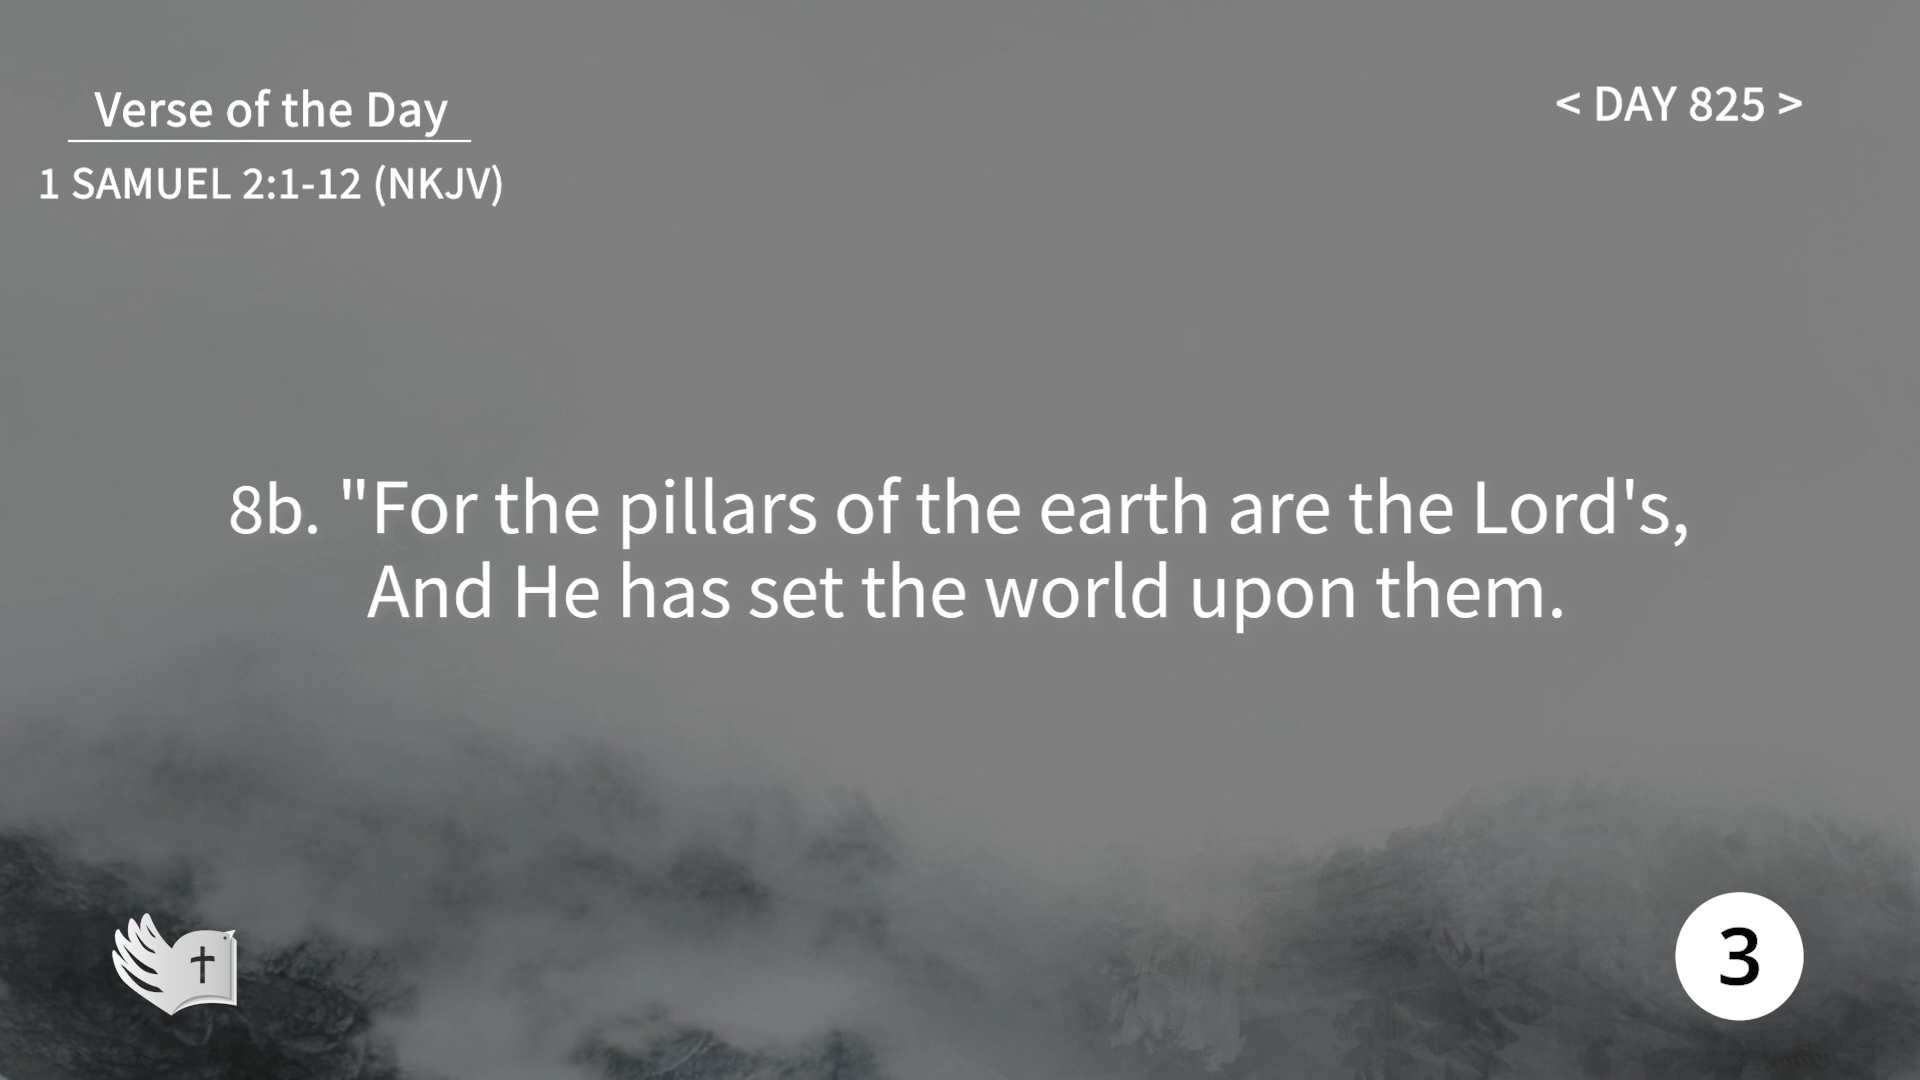 Verse of the Day
< DAY 825 >
1 SAMUEL 2:1-12 (NKJV)
8b. "For the pillars of the earth are the Lord's,
And He has set the world upon them.
3